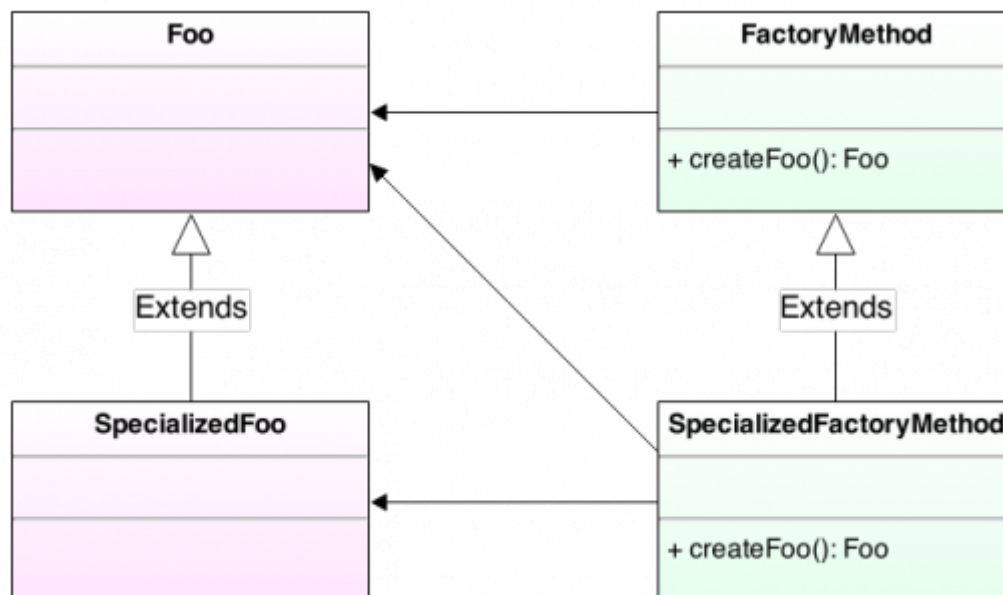 Foo
FactoryMethod
+ createFoo(): Foo
Extends
Extends
SpecializedFoo
SpecializedFactoryMethod
+ createFoo(): Foo